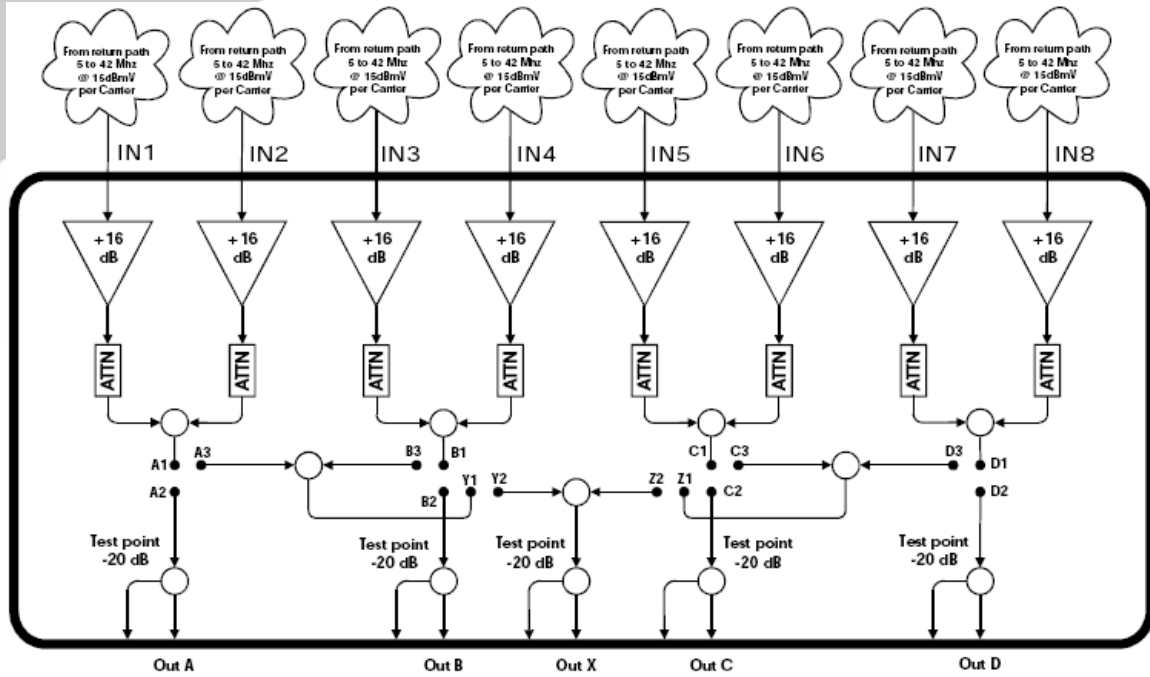 From return path
5 to 42 Mhz
@ 15dBmV
per Carrier
From return path
5 to 42 Mhz
@ 15dBmV
per Carrier
From return path
5 to 42 Mhz
@ 15dBmV
per Carrier
From return path
5 to 42 Mhz
@ 15dBmV
per Carrier
From return path
5 to 42 Mhz
@ 15dBmV
per Carrier
From return path
5 to 42 Mhz
@ 15dBmV
per Carrier
From return path
5 to 42 Mhz
@ 15dBmV
per Carrier
From return path
5 to 42 Mhz
@ 15dBmV
per Carrier
IN1 IN2 IN3 IN4 IN5 IN6 IN7 IN8
+16
dB
+16
dB
+16
dB
+16
dB
+16
dB
+16
dB
+16
dB
+16
dB
ATTN ATTN ATTN ATTN ATTN ATTN ATTN ATTN
A1 A3 B3 B1 C1 C3 D3 D1
A2 B2 Y1 Y2 Z2 Z1 C2 D2
Test point
-20 dB
Test point
-20 dB
Test point
-20 dB
Test point
-20 dB
Test point
-20 dB
Out A Out B Out X Out C Out D